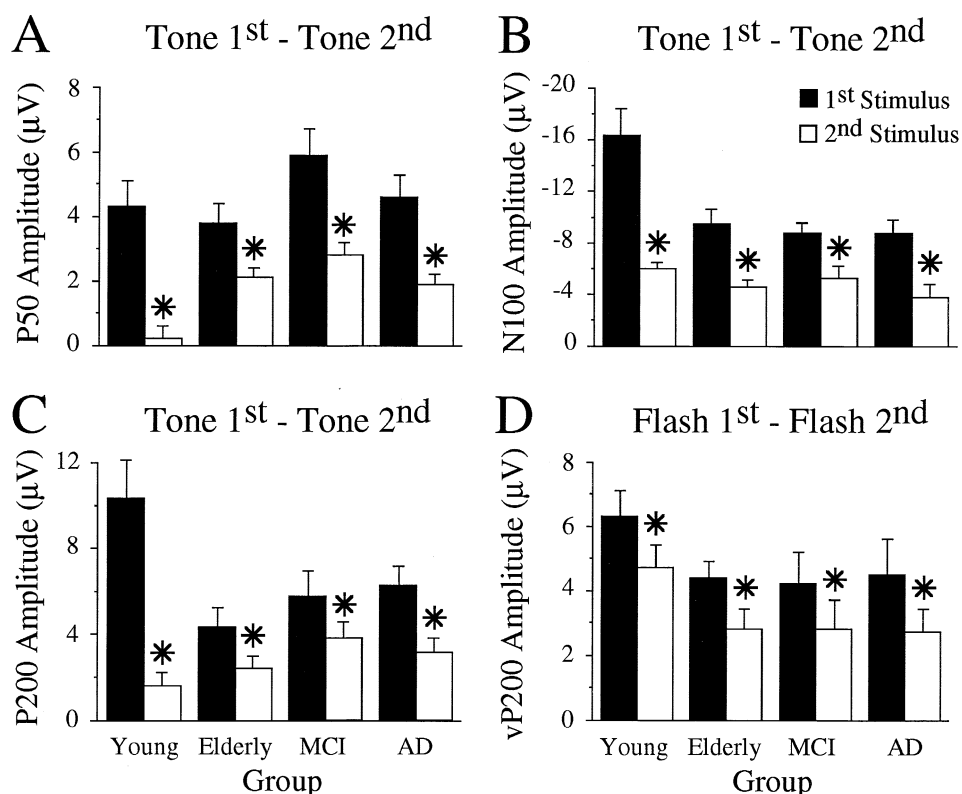 A Tone 1st - Tone 2nd
P50 Amplitude (µV)
8
6
4
2
0
✳ ✳ ✳ ✳
B Tone 1st - Tone 2nd
N100 Amplitude (µV)
-20
-16
-12
-8
-4
0
1st Stimulus
2nd Stimulus
✳ ✳ ✳ ✳
C Tone 1st - Tone 2nd
P200 Amplitude (µV)
12
8
4
0
✳ ✳ ✳ ✳
Young Elderly MCI AD
Group
D Flash 1st - Flash 2nd
vP200 Amplitude (µV)
8
6
4
2
0
✳ ✳ ✳ ✳
Young Elderly MCI AD
Group